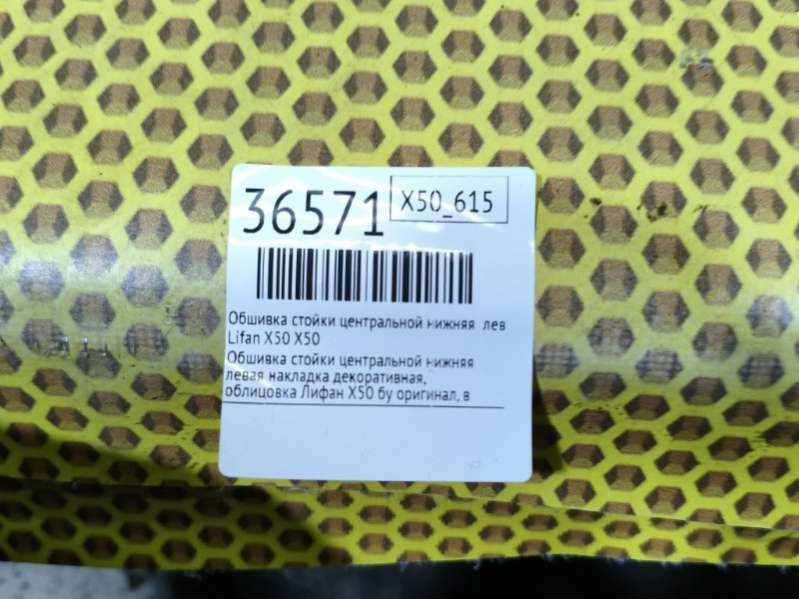 36571
X50_615
Обшивка стойки центральной нижняя лев
Lifan X50 X50
Обшивка стойки центральной нижняя
левая накладка декоративная,
облицовка Лифан X50 бу оригинал, в